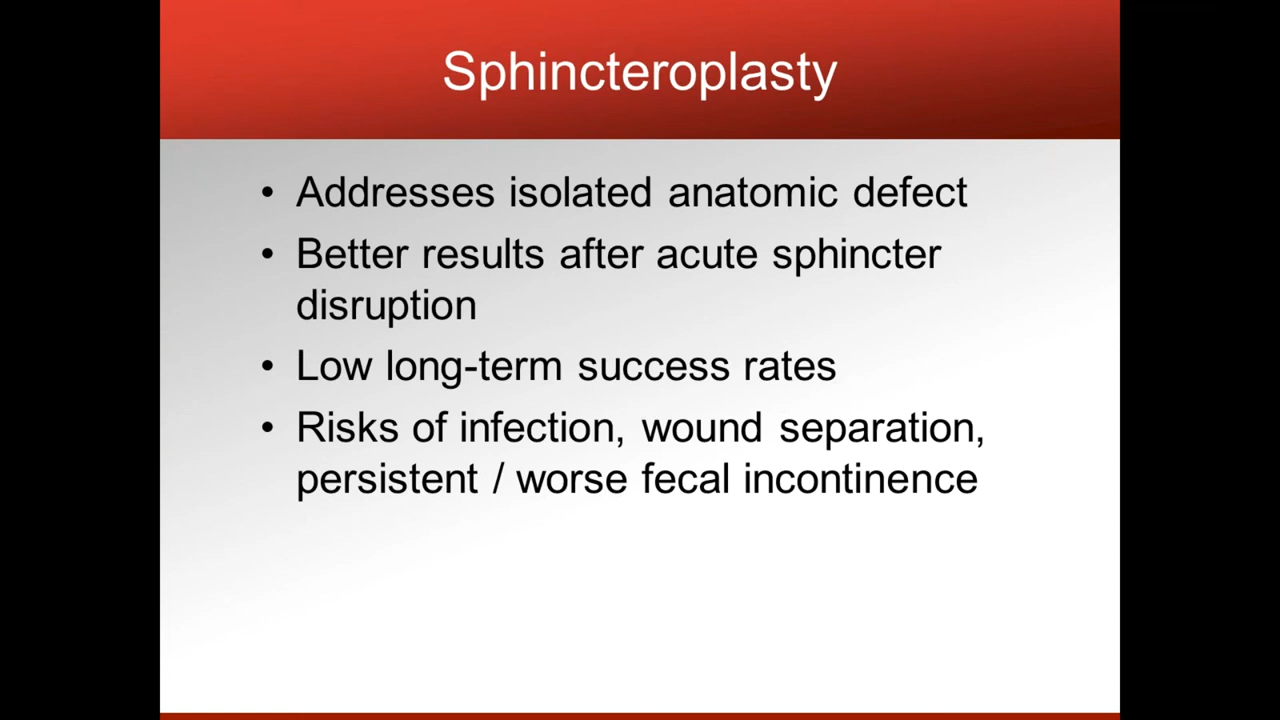 Sphincteroplasty
• Addresses isolated anatomic defect
• Better results after acute sphincter
disruption
• Low long-term success rates
• Risks of infection, wound separation,
persistent / worse fecal incontinence